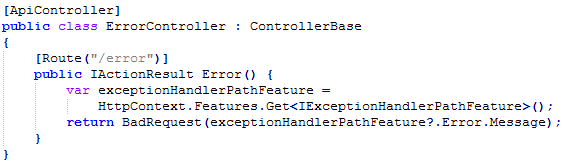 [ApiController]
public class ErrorController : ControllerBase
{
    [Route("/error")]
    public IActionResult Error() {
        var exceptionHandlerPathFeature =
            HttpContext.Features.Get<IExceptionHandlerPathFeature>();
        return BadRequest(exceptionHandlerPathFeature?.Error.Message);
    }
}